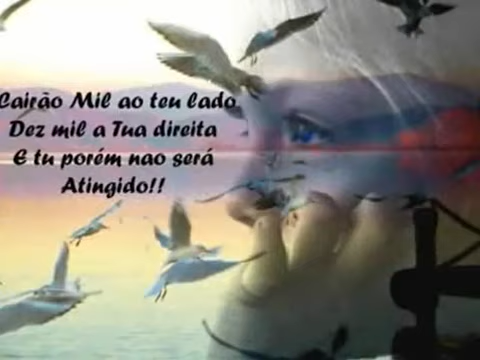 Cairão Mil ao teu lado
Dez mil a Tua direita
E tu porém nao será
Atingido!!